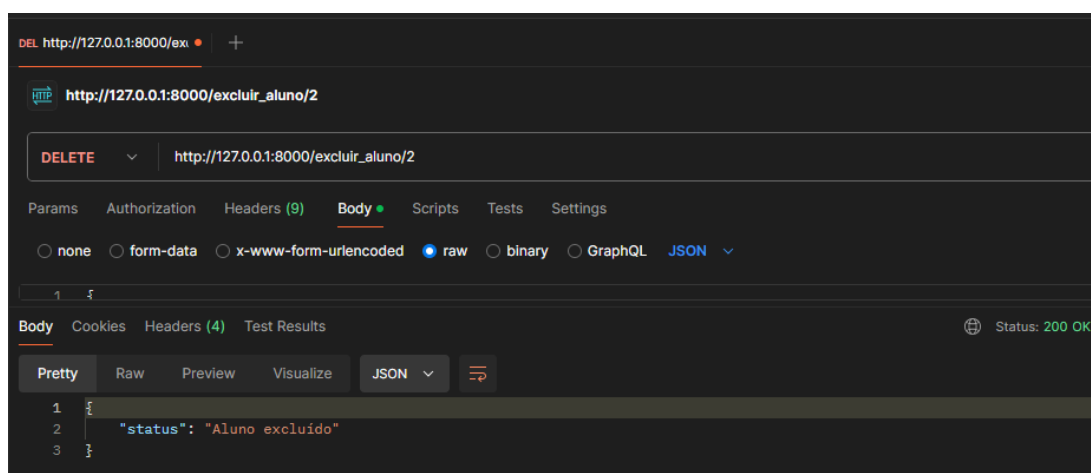 DEL http://127.0.0.1:8000/ex
HTTP http://127.0.0.1:8000/excluir_aluno/2
DELETE http://127.0.0.1:8000/excluir_aluno/2
Params Authorization Headers (9) Body Scripts Tests Settings
none form-data x-www-form-urlencoded raw binary GraphQL JSON
1 {
Body Cookies Headers (4) Test Results Status: 200 OK
Pretty Raw Preview Visualize JSON
1 {
2 "status": "Aluno excluído"
3 }